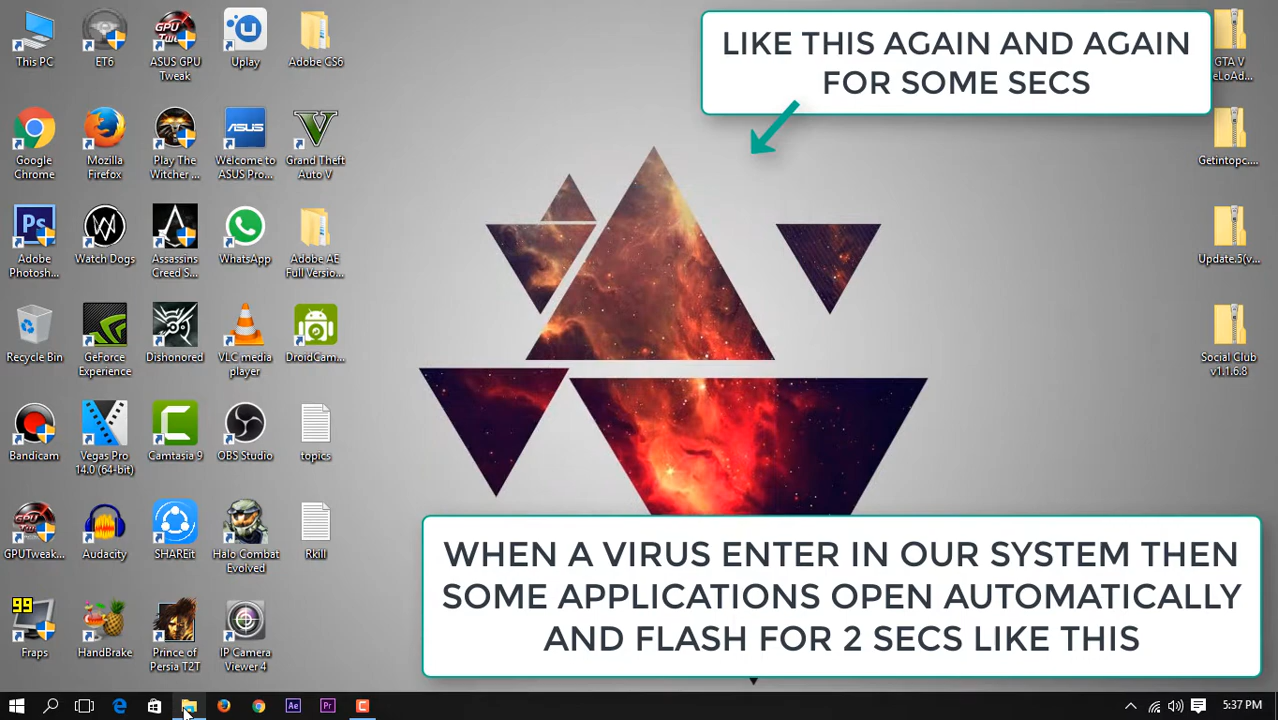 LIKE THIS AGAIN AND AGAIN
FOR SOME SECS
This PC
ET6
ASUS GPU
Tweak
Uplay
Adobe CS6
GTA V
eLoAd...
Google
Chrome
Mozilla
Firefox
Play The
Witcher ...
Welcome to
ASUS Pro...
Grand Theft
Auto V
Getintopc....
Adobe
Photosh...
Watch Dogs
Assassins
Creed S...
WhatsApp
Adobe AE
Full Versio...
Update.5(v...
Recycle Bin
GeForce
Experience
Dishonored
VLC media
player
DroidCam...
Social Club
v1.1.6.8
Bandicam
Vegas Pro
14.0 (64-bit)
Camtasia 9
OBS Studio
topics
GPUTweak...
Audacity
SHAREit
Halo Combat
Evolved
Rkill
99
Fraps
HandBrake
Prince of
Persia T2T
IP Camera
Viewer 4
WHEN A VIRUS ENTER IN OUR SYSTEM THEN
SOME APPLICATIONS OPEN AUTOMATICALLY
AND FLASH FOR 2 SECS LIKE THIS
5:37 PM